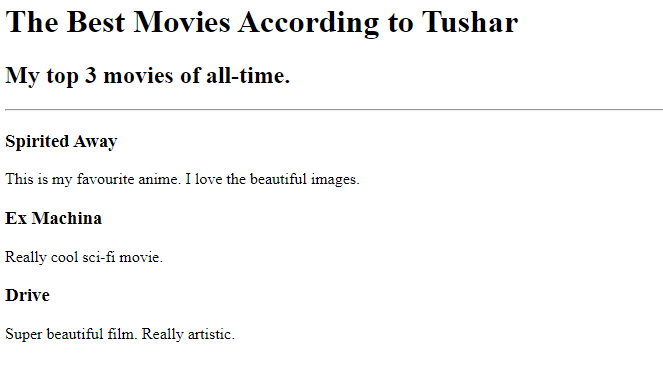 The Best Movies According to Tushar
My top 3 movies of all-time.
Spirited Away
This is my favourite anime. I love the beautiful images.
Ex Machina
Really cool sci-fi movie.
Drive
Super beautiful film. Really artistic.